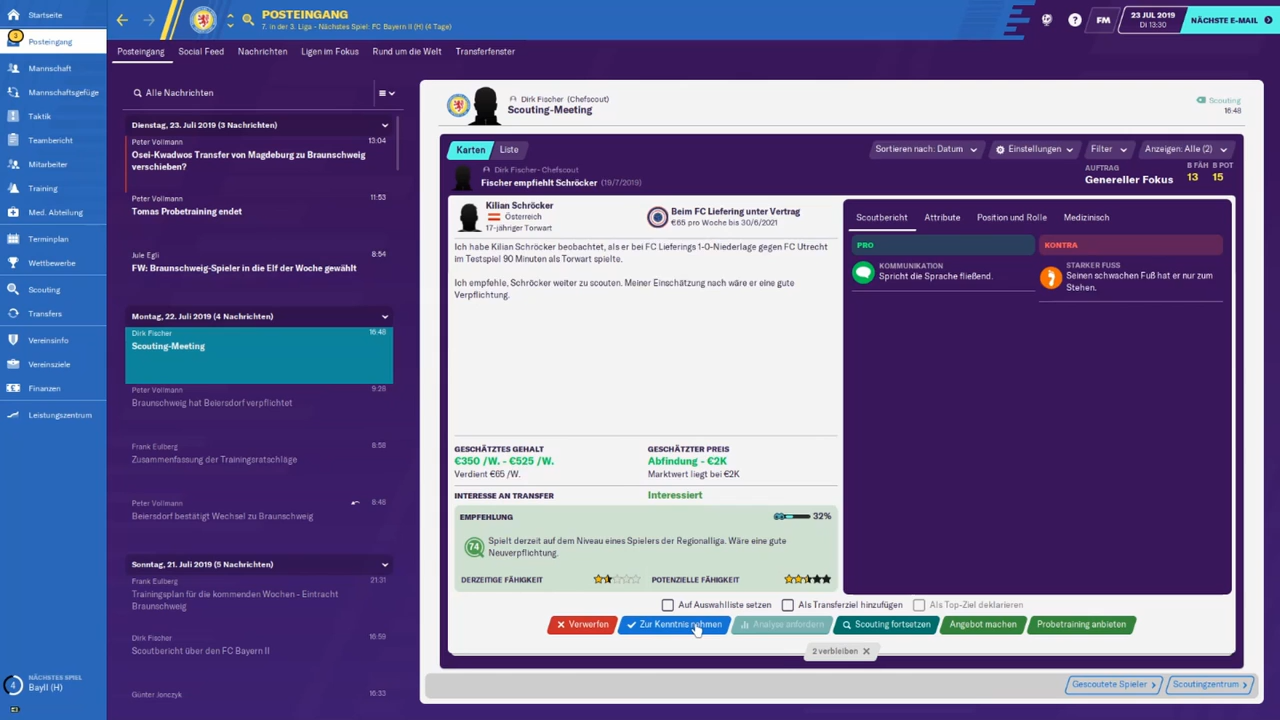 Startseite
3
Posteingang
Mannschaft
Mannschaftsgefüge
Taktik
Teambericht
Mitarbeiter
Training
Med. Abteilung
Terminplan
Wettbewerbe
Scouting
Transfers
Vereinsinfo
Vereinsziele
Finanzen
Leistungszentrum
4
NÄCHSTES SPIEL
BayII (H)
POSTEINGANG
7. in der 3. Liga - Nächstes Spiel: FC Bayern II (H) (4 Tage)
?
FM
23 JUL 2019
Di 13:30
NÄCHSTE E-MAIL
Posteingang
Social Feed
Nachrichten
Ligen im Fokus
Rund um die Welt
Transferfenster
Alle Nachrichten
Dienstag, 23. Juli 2019 (3 Nachrichten)
Peter Vollmann 13:04
Osei-Kwadwos Transfer von Magdeburg zu Braunschweig
verschieben?
Peter Vollmann 11:53
Tomas Probetraining endet
Jule Egli 8:54
FW: Braunschweig-Spieler in die Elf der Woche gewählt
Montag, 22. Juli 2019 (4 Nachrichten)
Dirk Fischer 16:48
Scouting-Meeting
Peter Vollmann 9:28
Braunschweig hat Beiersdorf verpflichtet
Frank Eulberg 8:58
Zusammenfassung der Trainingsratschläge
Peter Vollmann 8:48
Beiersdorf bestätigt Wechsel zu Braunschweig
Sonntag, 21. Juli 2019 (5 Nachrichten)
Frank Eulberg 21:31
Trainingsplan für die kommenden Wochen - Eintracht
Braunschweig
Dirk Fischer 16:59
Scoutbericht über den FC Bayern II
Günter Jonczyk 16:33
Dirk Fischer (Chefscout)
Scouting-Meeting
Scouting
16:48
Karten
Liste
Sortieren nach: Datum
Einstellungen
Filter
Anzeigen: Alle (2)
Dirk Fischer- Chefscout
Fischer empfiehlt Schröcker (19/7/2019)
AUFTRAG
Genereller Fokus
B FÄH B POT
13 15
Kilian Schröcker
Österreich
17-jähriger Torwart
Beim FC Liefering unter Vertrag
€65 pro Woche bis 30/6/2021
Ich habe Kilian Schröcker beobachtet, als er bei FC Lieferings 1-0-Niederlage gegen FC Utrecht
im Testspiel 90 Minuten als Torwart spielte.
Ich empfehle, Schröcker weiter zu scouten. Meiner Einschätzung nach wäre er eine gute
Verpflichtung.
GESCHÄTZTES GEHALT
€350 /W. - €525 /W.
Verdient €65 /W.
GESCHÄTZTER PREIS
Abfindung - €2K
Marktwert liegt bei €2K
INTERESSE AN TRANSFER
Interessiert
EMPFEHLUNG
32%
74
Spielt derzeit auf dem Niveau eines Spielers der Regionalliga. Wäre eine gute
Neuverpflichtung.
DERZEITIGE FÄHIGKEIT
POTENZIELLE FÄHIGKEIT
Scoutbericht
Attribute
Position und Rolle
Medizinisch
PRO
KONTRA
KOMMUNIKATION
Spricht die Sprache fließend.
STARKER FUSS
Seinen schwachen Fuß hat er nur zum
Stehen.
Auf Auswahlliste setzen
Als Transferziel hinzufügen
Als Top-Ziel deklarieren
Verwerfen
Zur Kenntnis nehmen
Analyse anfordern
Scouting fortsetzen
Angebot machen
Probetraining anbieten
2 verbleiben
Gescoutete Spieler
Scoutingzentrum